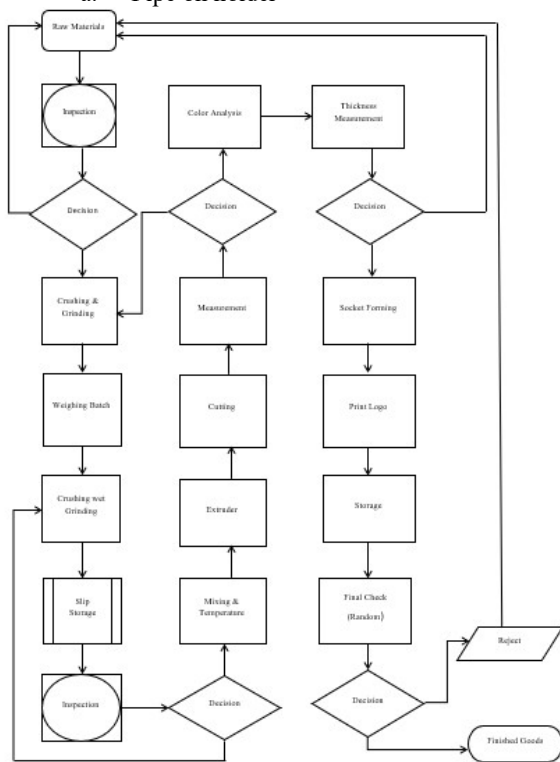 Raw Materials
Inspection
Decision
Crushing &
Grinding
Weighing Batch
Crushing wet
Grinding
Slip
Storage
Inspection
Decision
Mixing &
Temperature
Extruder
Cutting
Measurement
Decision
Color Analysis
Thickness
Measurement
Decision
Socket Forming
Print Logo
Storage
Final Check
(Random)
Decision
Reject
Finished Goods